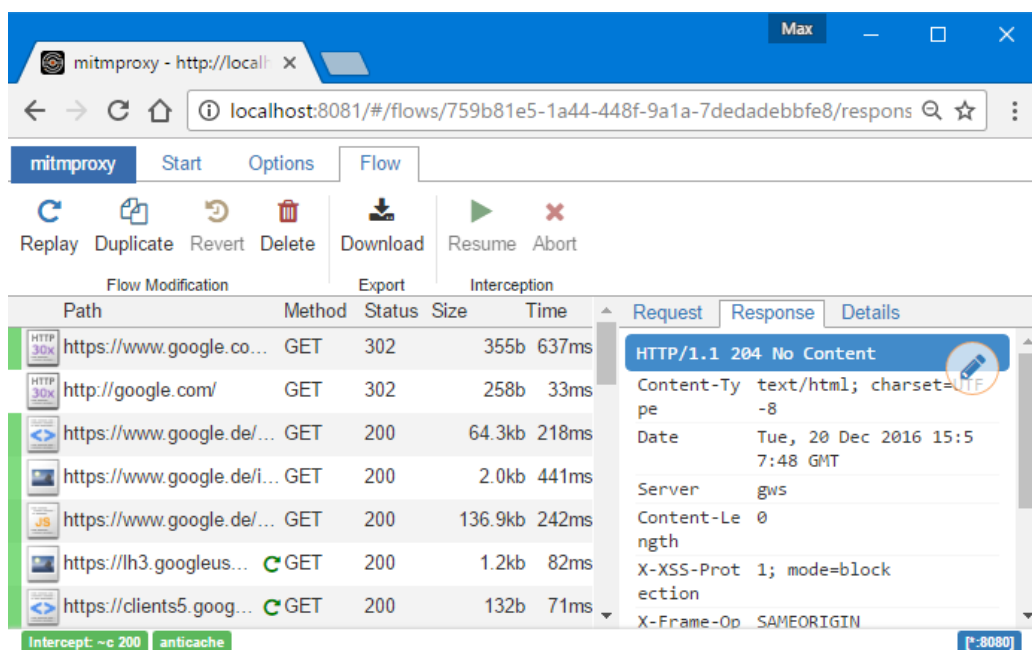 Max
mitmproxy - http://localh
localhost:8081/#/flows/759b81e5-1a44-448f-9a1a-7dedadebbfe8/respons
mitmproxy Start Options Flow
Replay Duplicate Revert Delete Download Resume Abort
Flow Modification Export Interception
Path Method Status Size Time
HTTP 30x https://www.google.co... GET 302 355b 637ms
HTTP 30x http://google.com/ GET 302 258b 33ms
https://www.google.de/... GET 200 64.3kb 218ms
https://www.google.de/i... GET 200 2.0kb 441ms
JS https://www.google.de/... GET 200 136.9kb 242ms
https://lh3.googleus... GET 200 1.2kb 82ms
https://clients5.goog... GET 200 132b 71ms
Request Response Details
HTTP/1.1 204 No Content
Content-Ty text/html; charset=UTF
pe -8
Date Tue, 20 Dec 2016 15:5
7:48 GMT
Server gws
Content-Le 0
ngth
X-XSS-Prot 1; mode=block
ection
X-Frame-Op SAMEORIGIN
Intercept: ~c 200 anticache [*:8080]